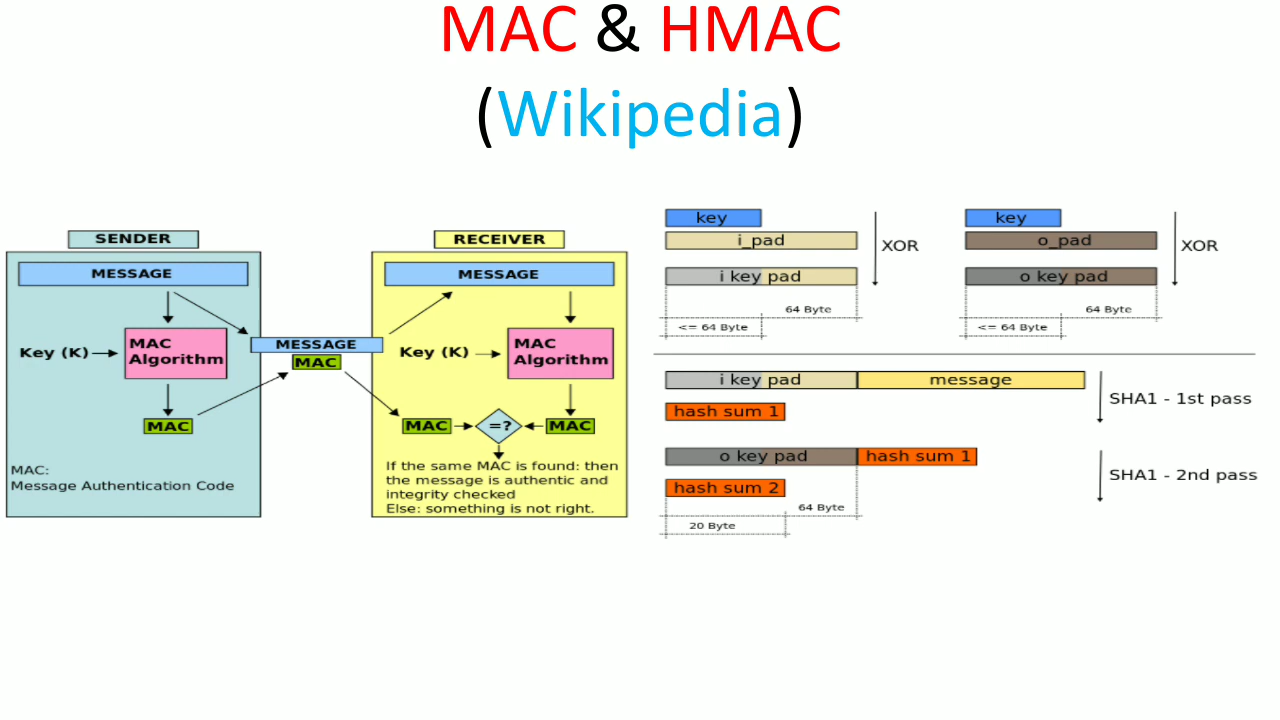 MAC & HMAC
(Wikipedia)
SENDER
MESSAGE
Key (K)
MAC
Algorithm
MAC
MAC:
Message Authentication Code
MESSAGE
MAC
RECEIVER
MESSAGE
Key (K)
MAC
Algorithm
MAC
=?
MAC
If the same MAC is found: then
the message is authentic and
integrity checked
Else: something is not right.
key
i_pad
XOR
i key pad
64 Byte
<= 64 Byte
key
o_pad
XOR
o key pad
64 Byte
<= 64 Byte
i key pad
message
SHA1 - 1st pass
hash sum 1
o key pad
hash sum 1
SHA1 - 2nd pass
hash sum 2
64 Byte
20 Byte